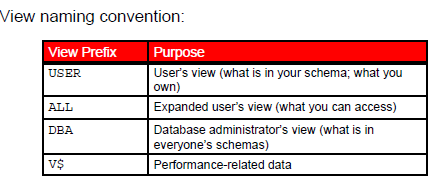 View naming convention:
View Prefix Purpose
USER User's view (what is in your schema; what you
own)
ALL Expanded user's view (what you can access)
DBA Database administrator's view (what is in
everyone's schemas)
V$ Performance-related data